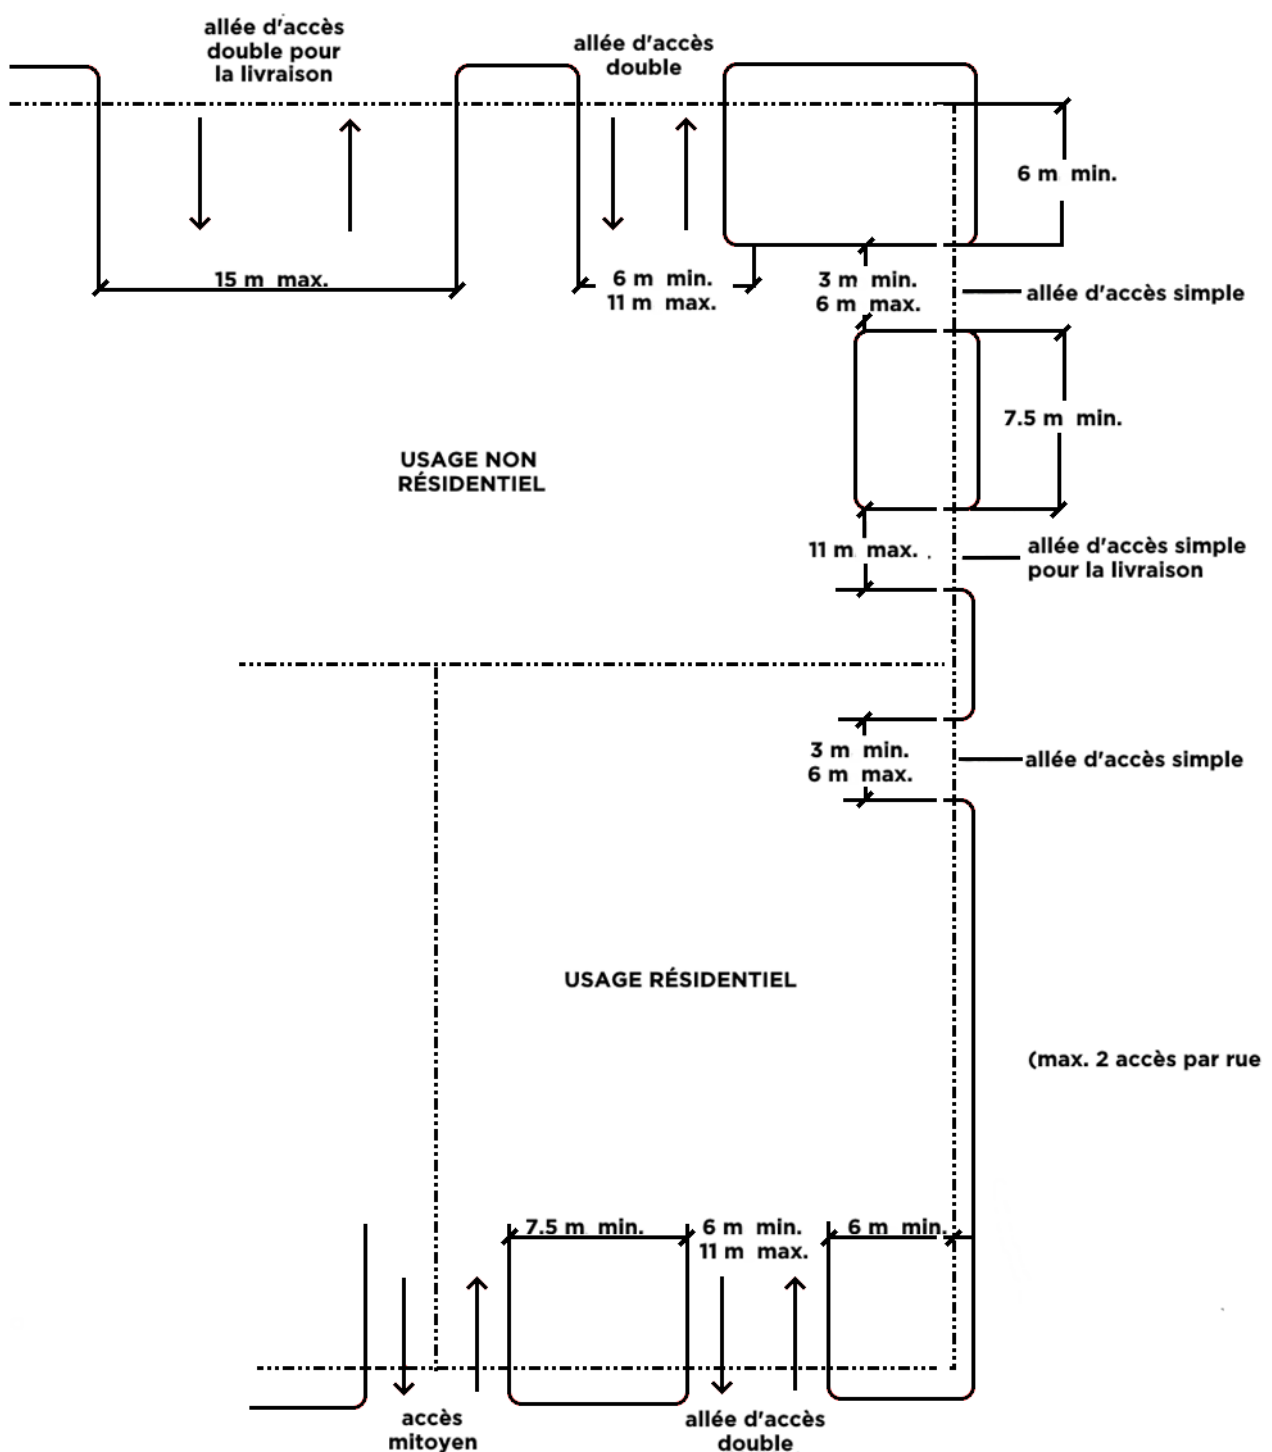 allée d'accès
double pour
la livraison
allée d'accès
double
6 m min.
15 m max.
6 m min.
11 m max.
3 m min.
6 m max.
allée d'accès simple
7.5 m min.
USAGE NON
RÉSIDENTIEL
11 m max.
allée d'accès simple
pour la livraison
3 m min.
6 m max.
allée d'accès simple
USAGE RÉSIDENTIEL
(max. 2 accès par rue
7.5 m min.
6 m min.
11 m max.
6 m min.
accès
mitoyen
allée d'accès
double